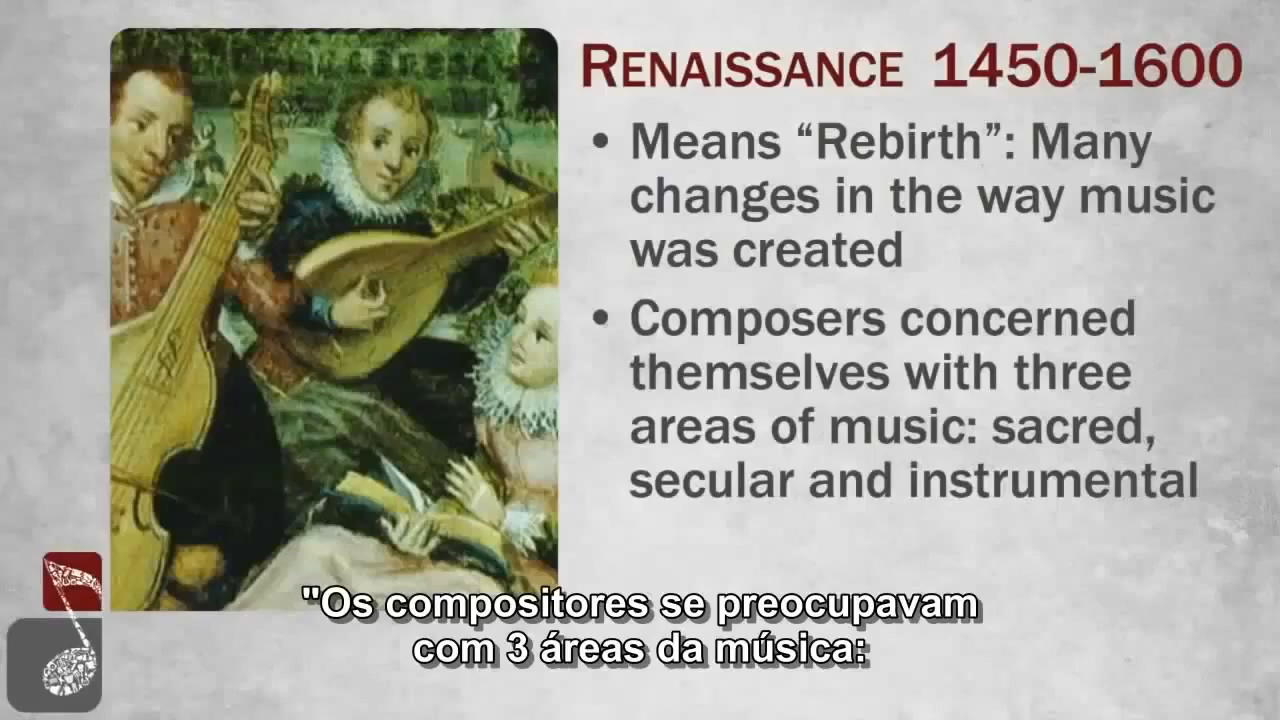 RENAISSANCE 1450-1600
• Means “Rebirth”: Many
changes in the way music
was created
• Composers concerned
themselves with three
areas of music: sacred,
secular and instrumental
"Os compositores se preocupavam
com 3 áreas da música: